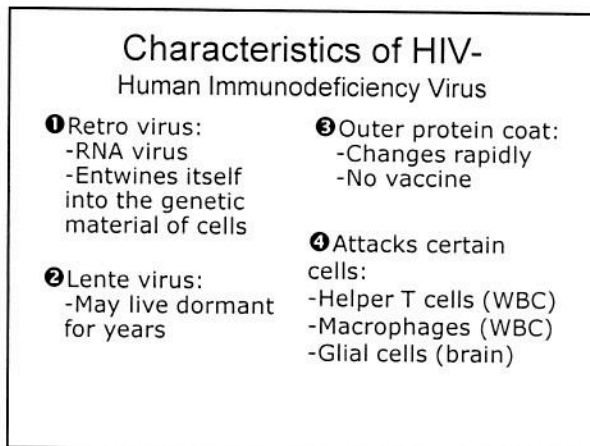 Characteristics of HIV-
Human Immunodeficiency Virus
❶Retro virus:
-RNA virus
-Entwines itself
into the genetic
material of cells
❷Lente virus:
-May live dormant
for years
❸Outer protein coat:
-Changes rapidly
-No vaccine
❹Attacks certain
cells:
-Helper T cells (WBC)
-Macrophages (WBC)
-Glial cells (brain)